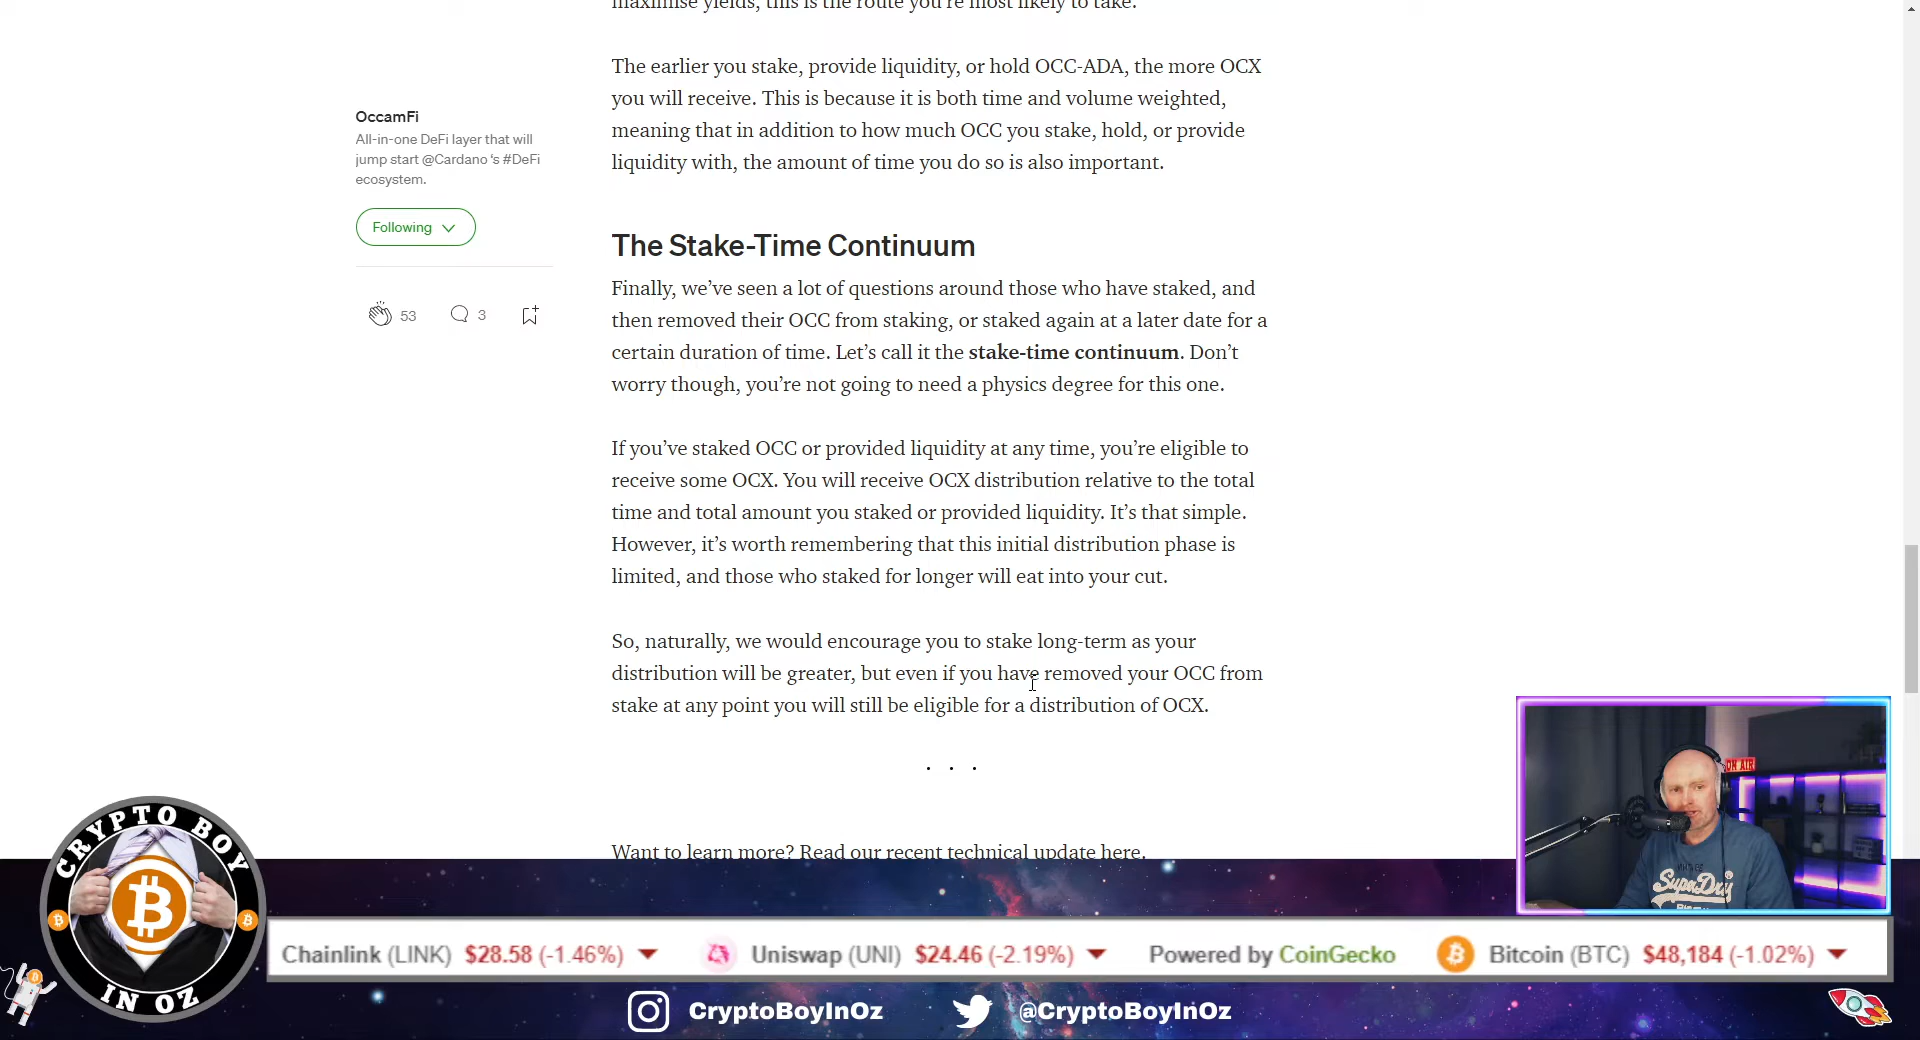 maximise yields, this is the route you're most likely to take.
The earlier you stake, provide liquidity, or hold OCC-ADA, the more OCX
you will receive. This is because it is both time and volume weighted,
meaning that in addition to how much OCC you stake, hold, or provide
liquidity with, the amount of time you do so is also important.
OccamFi
All-in-one DeFi layer that will
jump start @Cardano 's #DeFi
ecosystem.
Following
53
3
The Stake-Time Continuum
Finally, we've seen a lot of questions around those who have staked, and
then removed their OCC from staking, or staked again at a later date for a
certain duration of time. Let's call it the stake-time continuum. Don't
worry though, you're not going to need a physics degree for this one.
If you've staked OCC or provided liquidity at any time, you're eligible to
receive some OCX. You will receive OCX distribution relative to the total
time and total amount you staked or provided liquidity. It's that simple.
However, it's worth remembering that this initial distribution phase is
limited, and those who staked for longer will eat into your cut.
So, naturally, we would encourage you to stake long-term as your
distribution will be greater, but even if you have removed your OCC from
stake at any point you will still be eligible for a distribution of OCX.
. . .
Want to learn more? Read our recent technical update here.
ON AIR
SuperDry
CRYPTO BOY
IN OZ
Chainlink (LINK) $28.58 (-1.46%)
Uniswap (UNI) $24.46 (-2.19%)
Powered by CoinGecko
Bitcoin (BTC) $48,184 (-1.02%)
CryptoBoyInOz
@CryptoBoyInOz